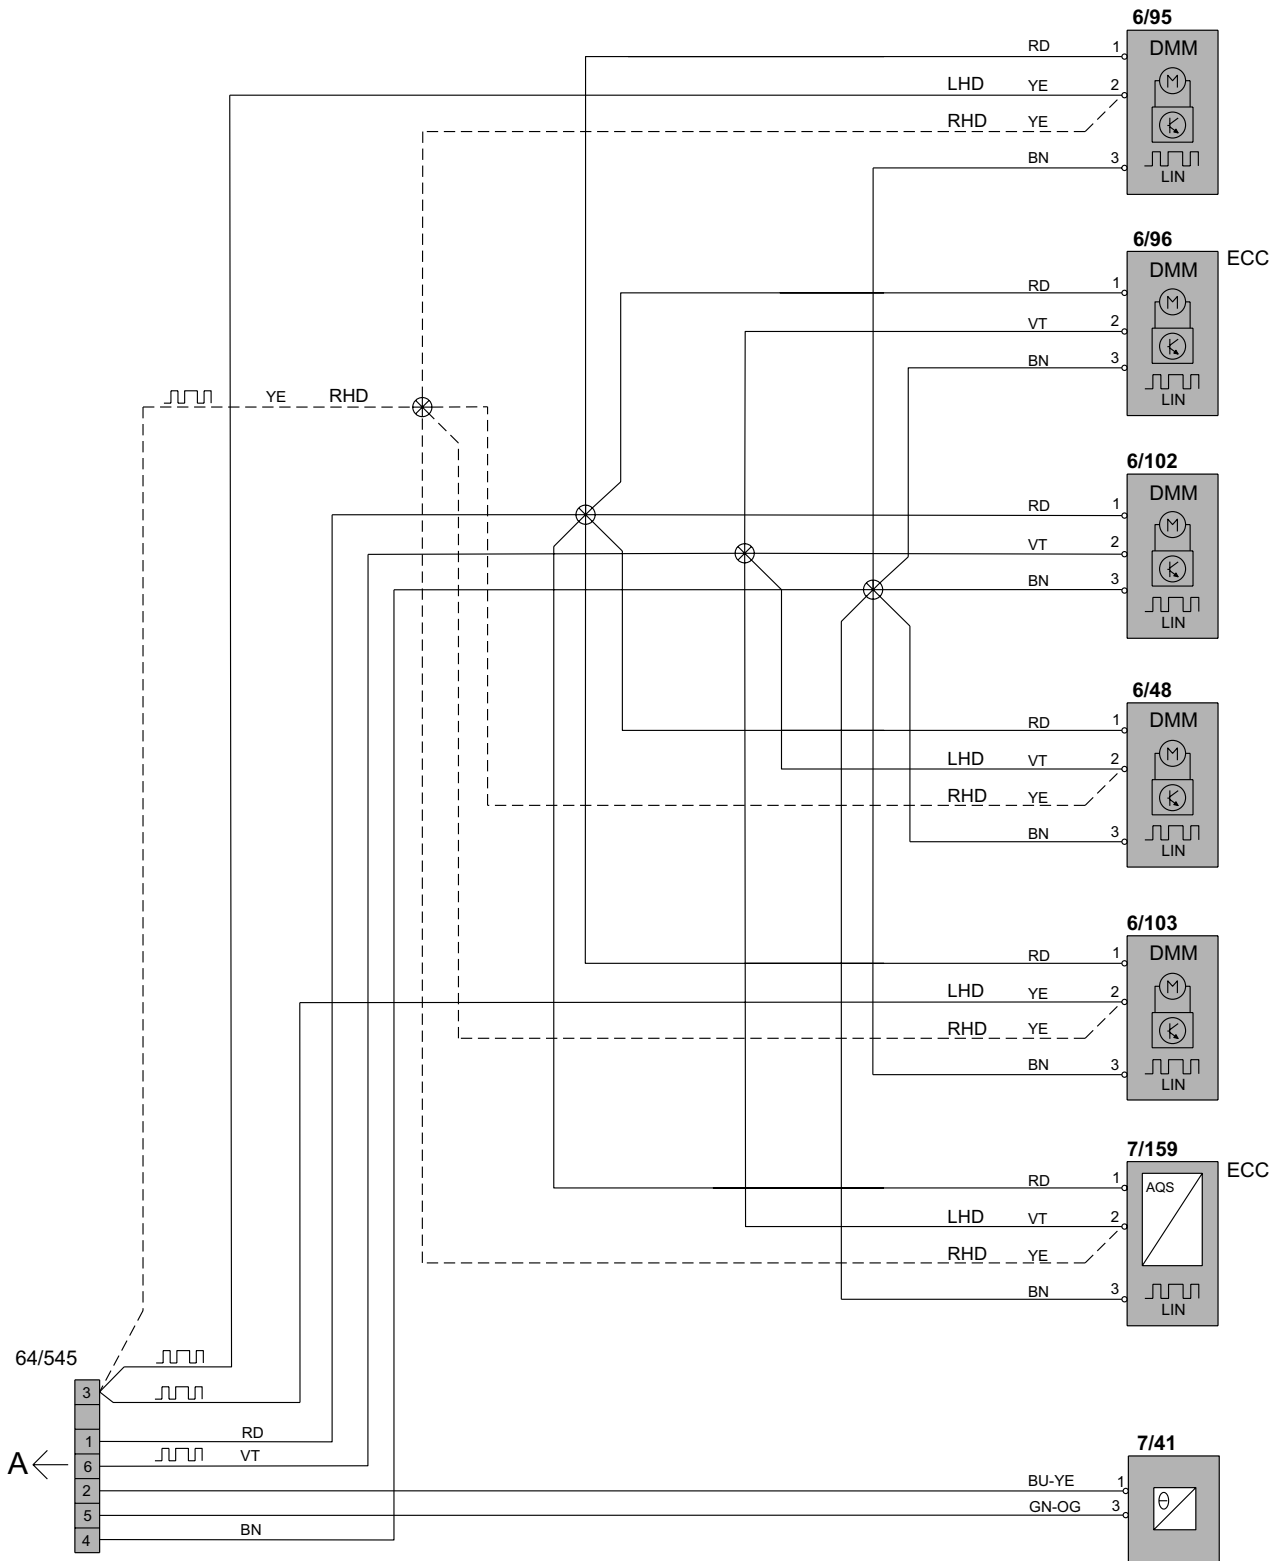 6/95
RD 1 DMM
LHD YE 2 M
RHD YE
BN 3
LIN
6/96
ECC
DMM
RD 1
M
VT 2
BN 3
LIN
YE RHD
6/102
DMM
RD 1
M
VT 2
BN 3
LIN
6/48
DMM
RD 1
M
LHD VT 2
RHD YE
BN 3
LIN
6/103
DMM
RD 1
M
LHD YE 2
RHD YE
BN 3
LIN
7/159
ECC
RD 1 AQS
LHD VT 2
RHD YE
BN 3
LIN
64/545
3
1 RD
A 6 VT
7/41
2 BU-YE 1
θ
5 GN-OG 3
4 BN